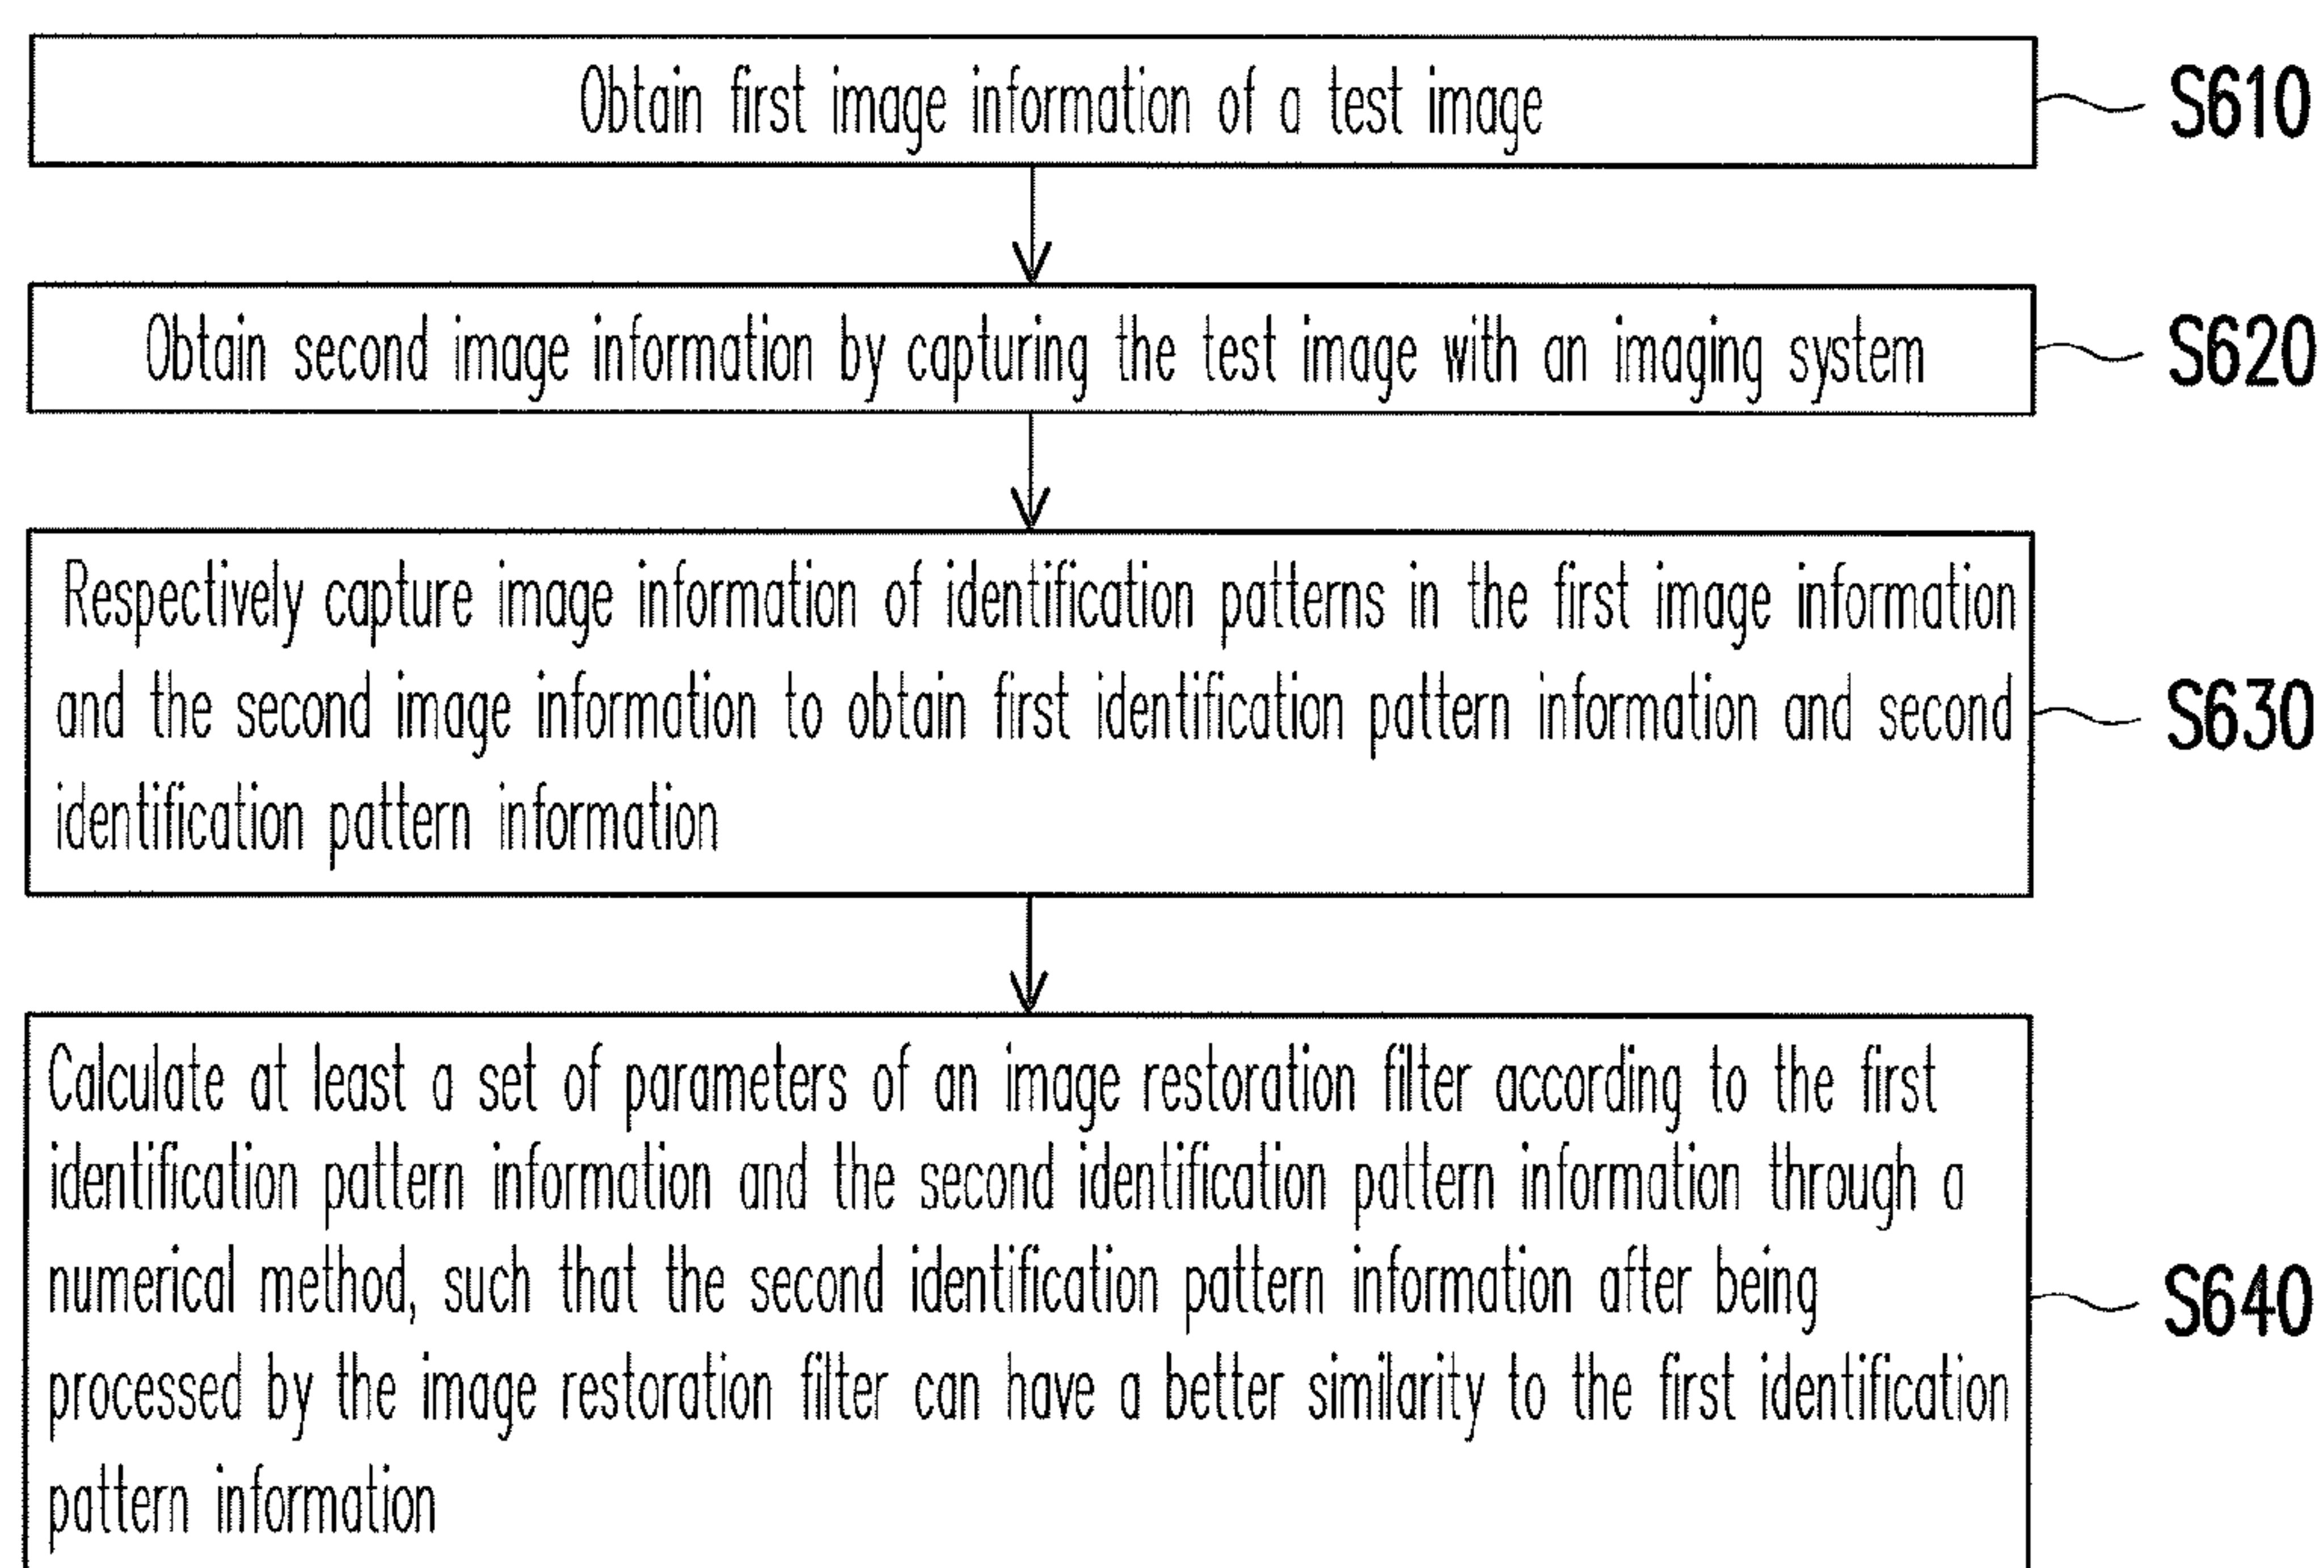 Obtain first image information of a test image
S610
Obtain second image information by capturing the test image with an imaging system
S620
Respectively capture image information of identification patterns in the first image information
and the second image information to obtain first identification pattern information and second
identification pattern information
S630
Calculate at least a set of parameters of an image restoration filter according to the first
identification pattern information and the second identification pattern information through a
numerical method, such that the second identification pattern information after being
processed by the image restoration filter can have a better similarity to the first identification
pattern information
S640